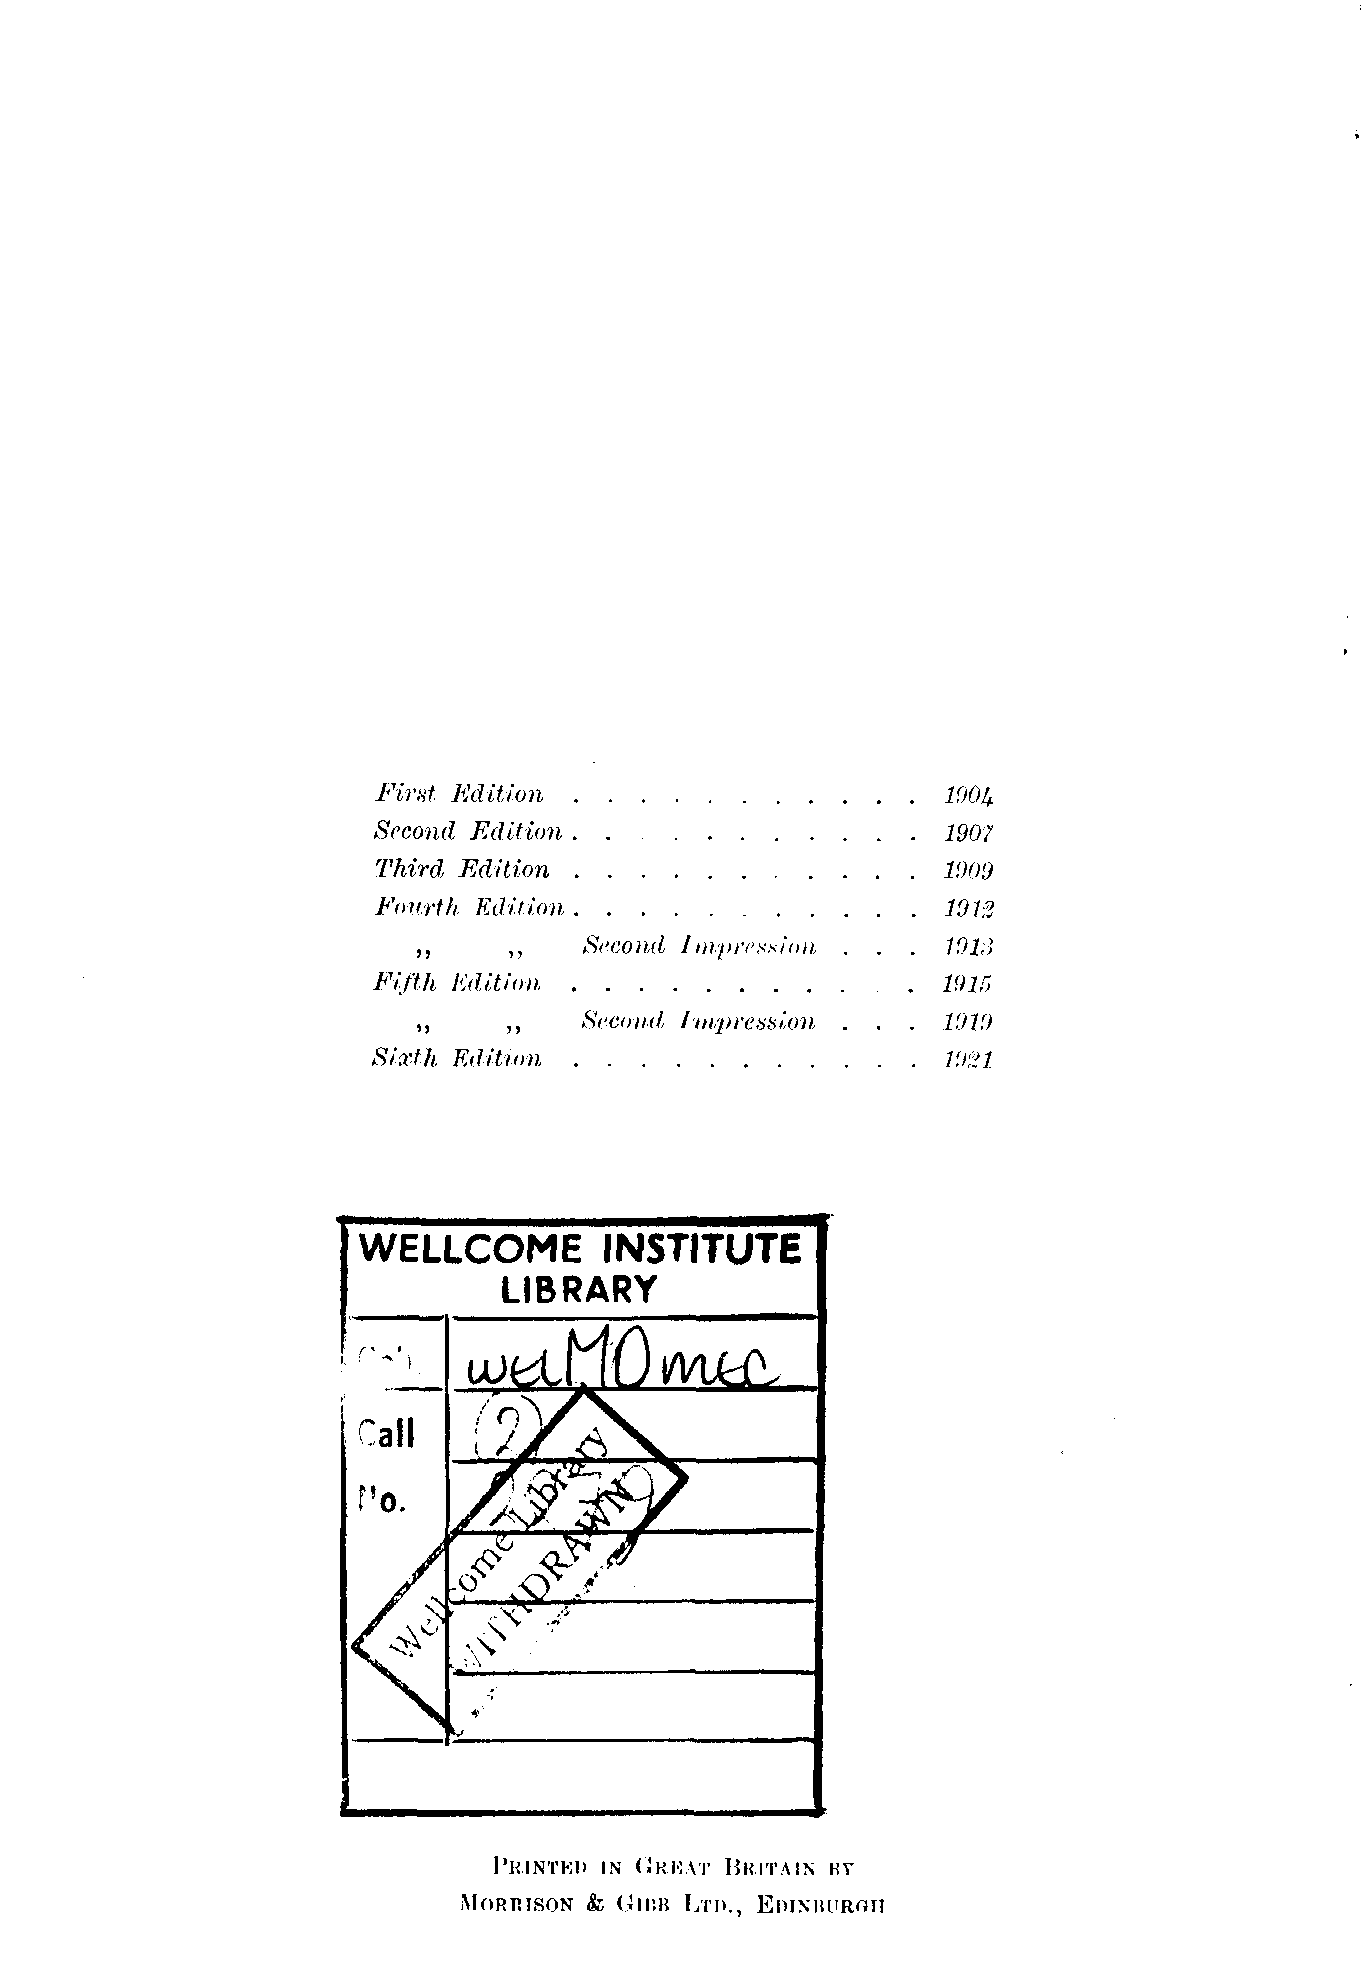 First Edition . . . . . . . . . . . 1904
Second Edition . . . . . . . . . . . 1907
Third Edition . . . . . . . . . . . 1909
Fourth Edition . . . . . . . . . . . 1912
,, ,, Second Impression . . . 1913
Fifth Edition . . . . . . . . . . . 1915
,, ,, Second Impression . . . 1919
Sixth Edition . . . . . . . . . . . 1921
WELLCOME INSTITUTE
LIBRARY
Coll. welMOmec
Call
No.
Wellcome Library
WITHDRAWN
PRINTED IN GREAT BRITAIN BY
MORRISON & GIBB LTD., EDINBURGH